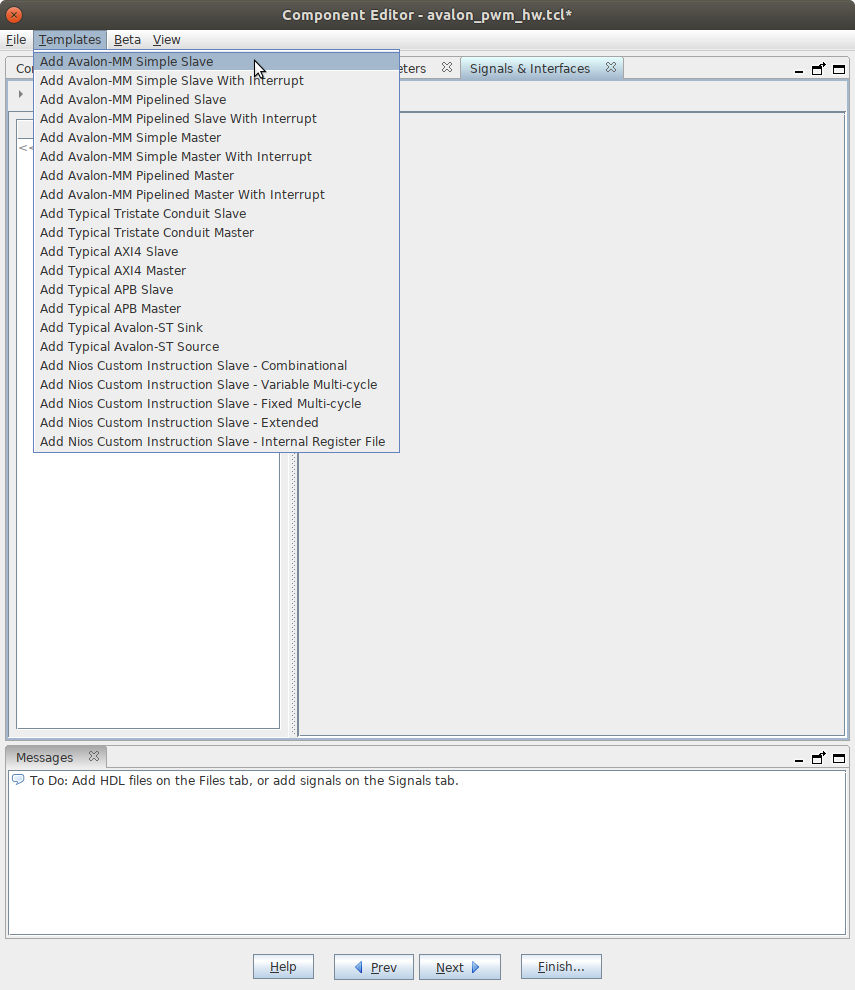 Component Editor - avalon_pwm_hw.tcl*
File Templates Beta View
Signals & Interfaces
Add Avalon-MM Simple Slave
Add Avalon-MM Simple Slave With Interrupt
Add Avalon-MM Pipelined Slave
Add Avalon-MM Pipelined Slave With Interrupt
Add Avalon-MM Simple Master
Add Avalon-MM Simple Master With Interrupt
Add Avalon-MM Pipelined Master
Add Avalon-MM Pipelined Master With Interrupt
Add Typical Tristate Conduit Slave
Add Typical Tristate Conduit Master
Add Typical AXI4 Slave
Add Typical AXI4 Master
Add Typical APB Slave
Add Typical APB Master
Add Typical Avalon-ST Sink
Add Typical Avalon-ST Source
Add Nios Custom Instruction Slave - Combinational
Add Nios Custom Instruction Slave - Variable Multi-cycle
Add Nios Custom Instruction Slave - Fixed Multi-cycle
Add Nios Custom Instruction Slave - Extended
Add Nios Custom Instruction Slave - Internal Register File
Messages
To Do: Add HDL files on the Files tab, or add signals on the Signals tab.
Help Prev Next Finish...